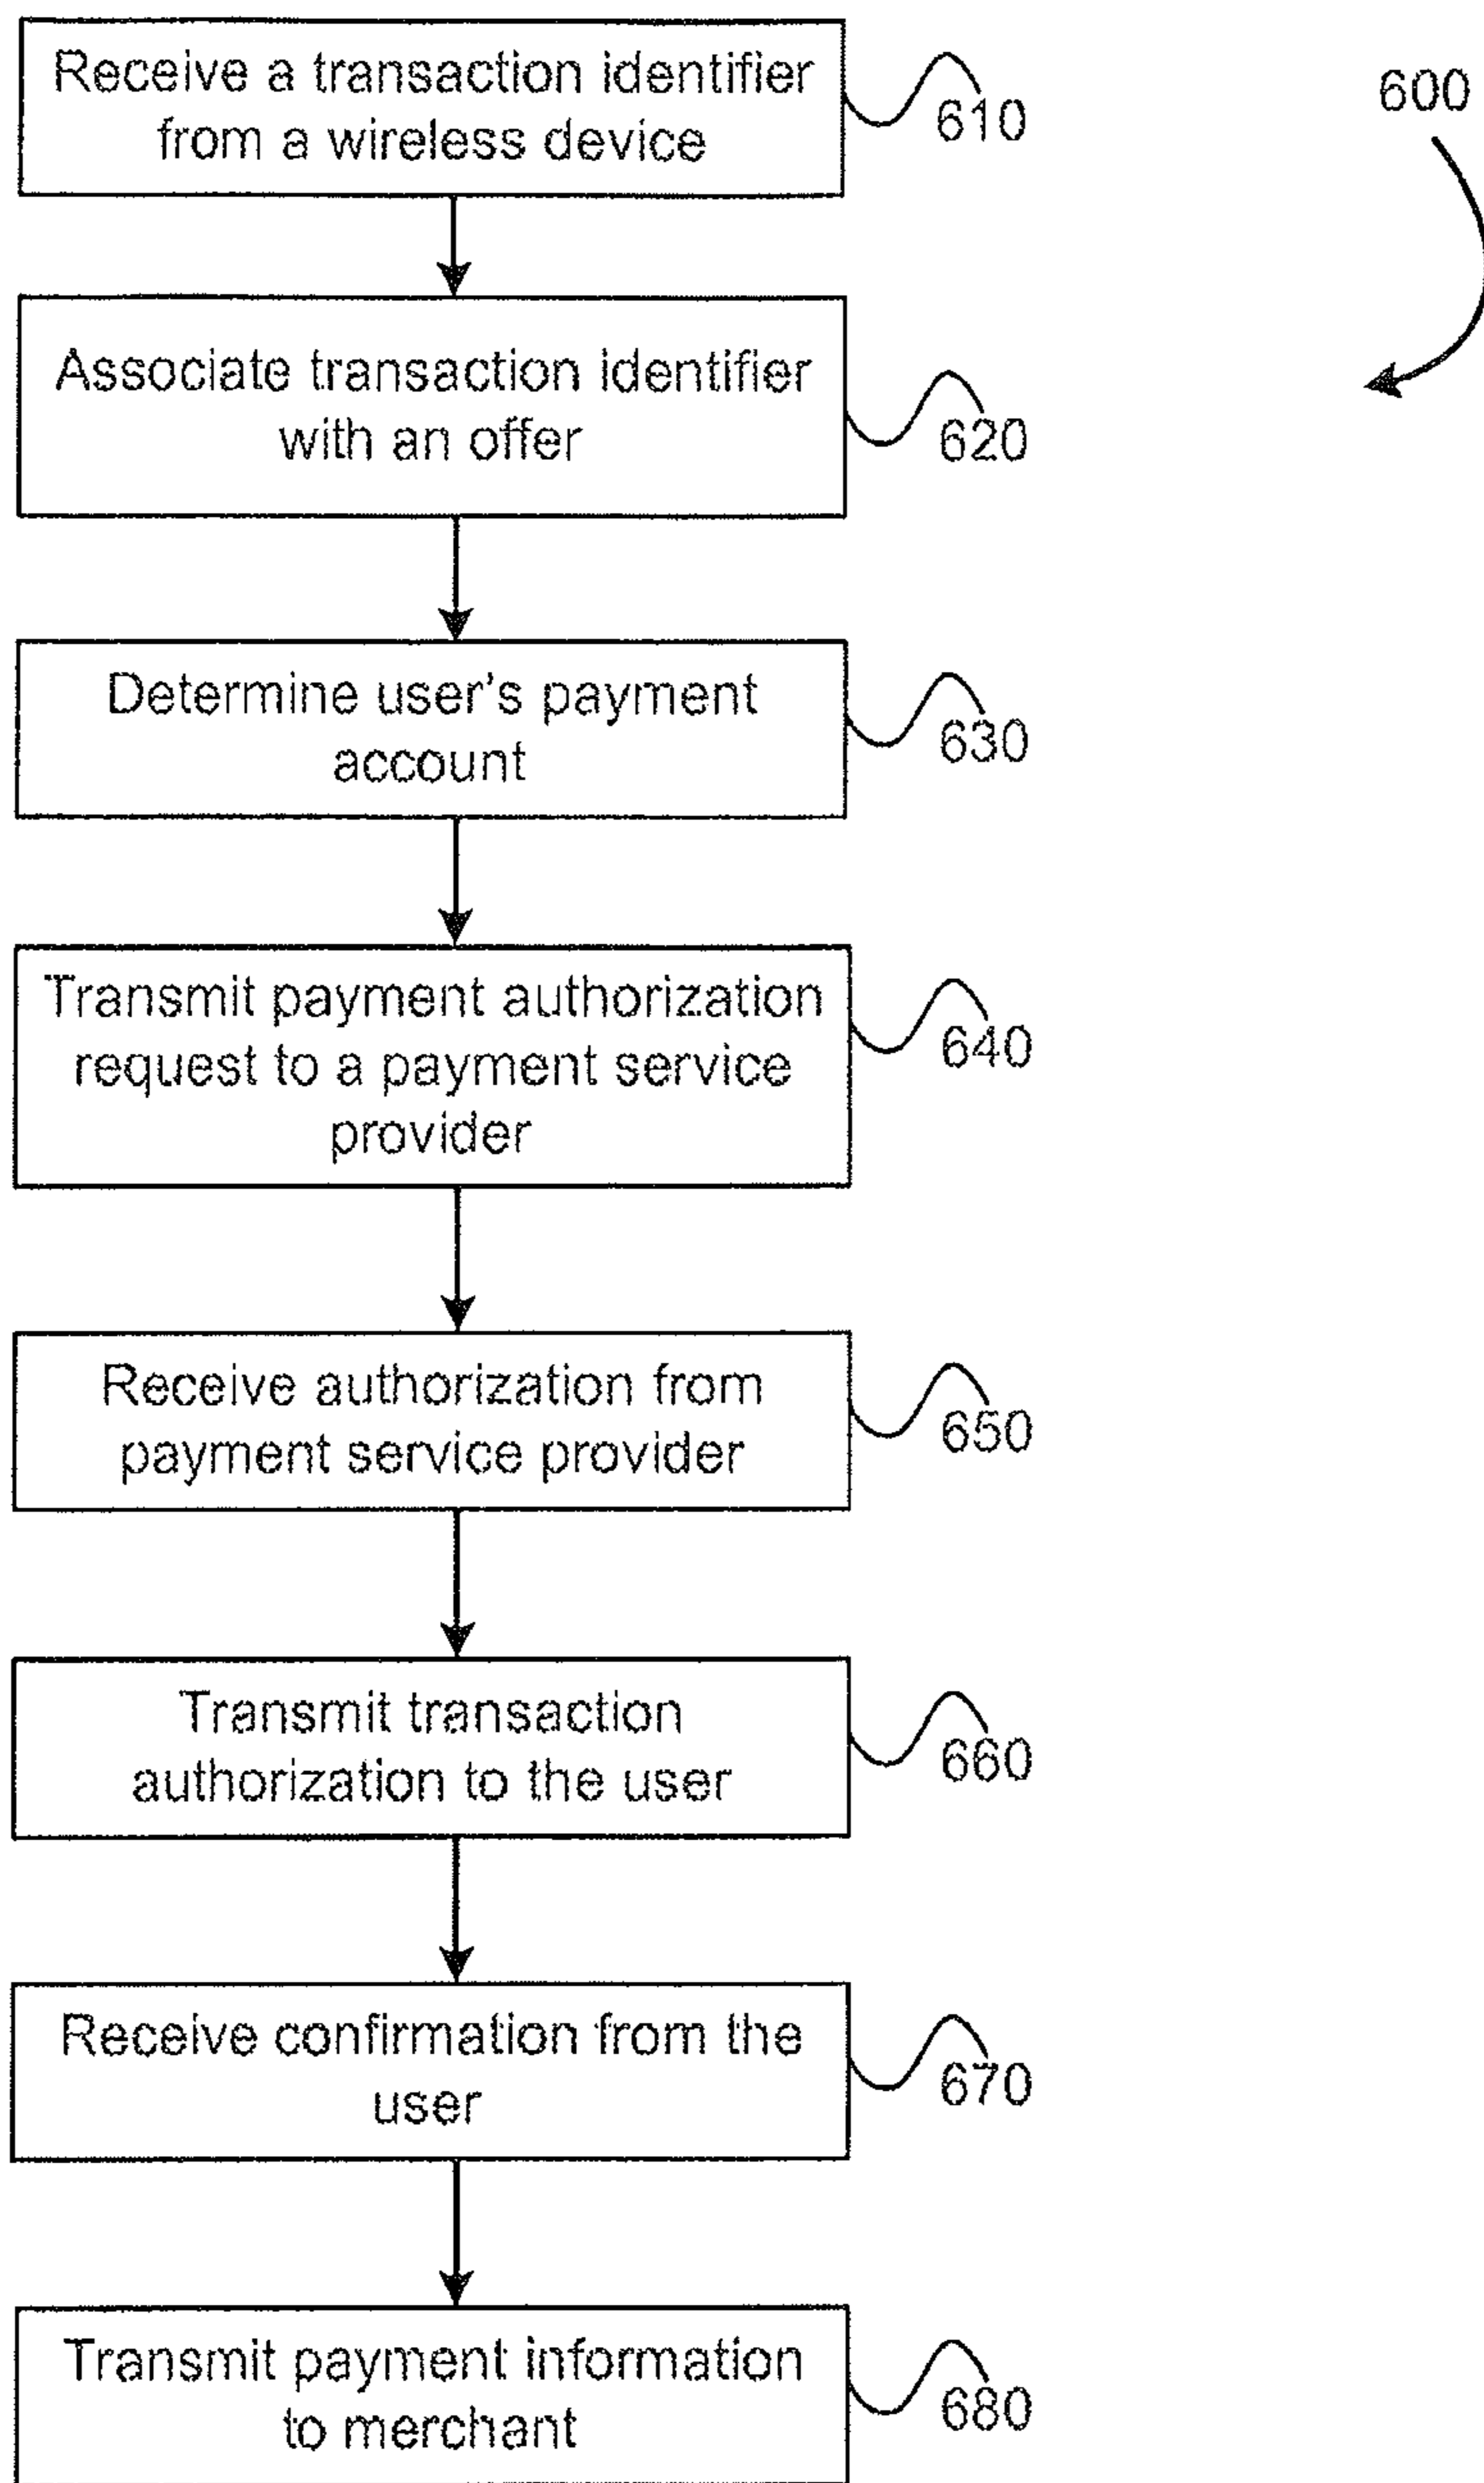 Receive a transaction identifier
from a wireless device
610
600
Associate transaction identifier
with an offer
620
Determine user's payment
account
630
Transmit payment authorization
request to a payment service
provider
640
Receive authorization from
payment service provider
650
Transmit transaction
authorization to the user
660
Receive confirmation from the
user
670
Transmit payment information
to merchant
680